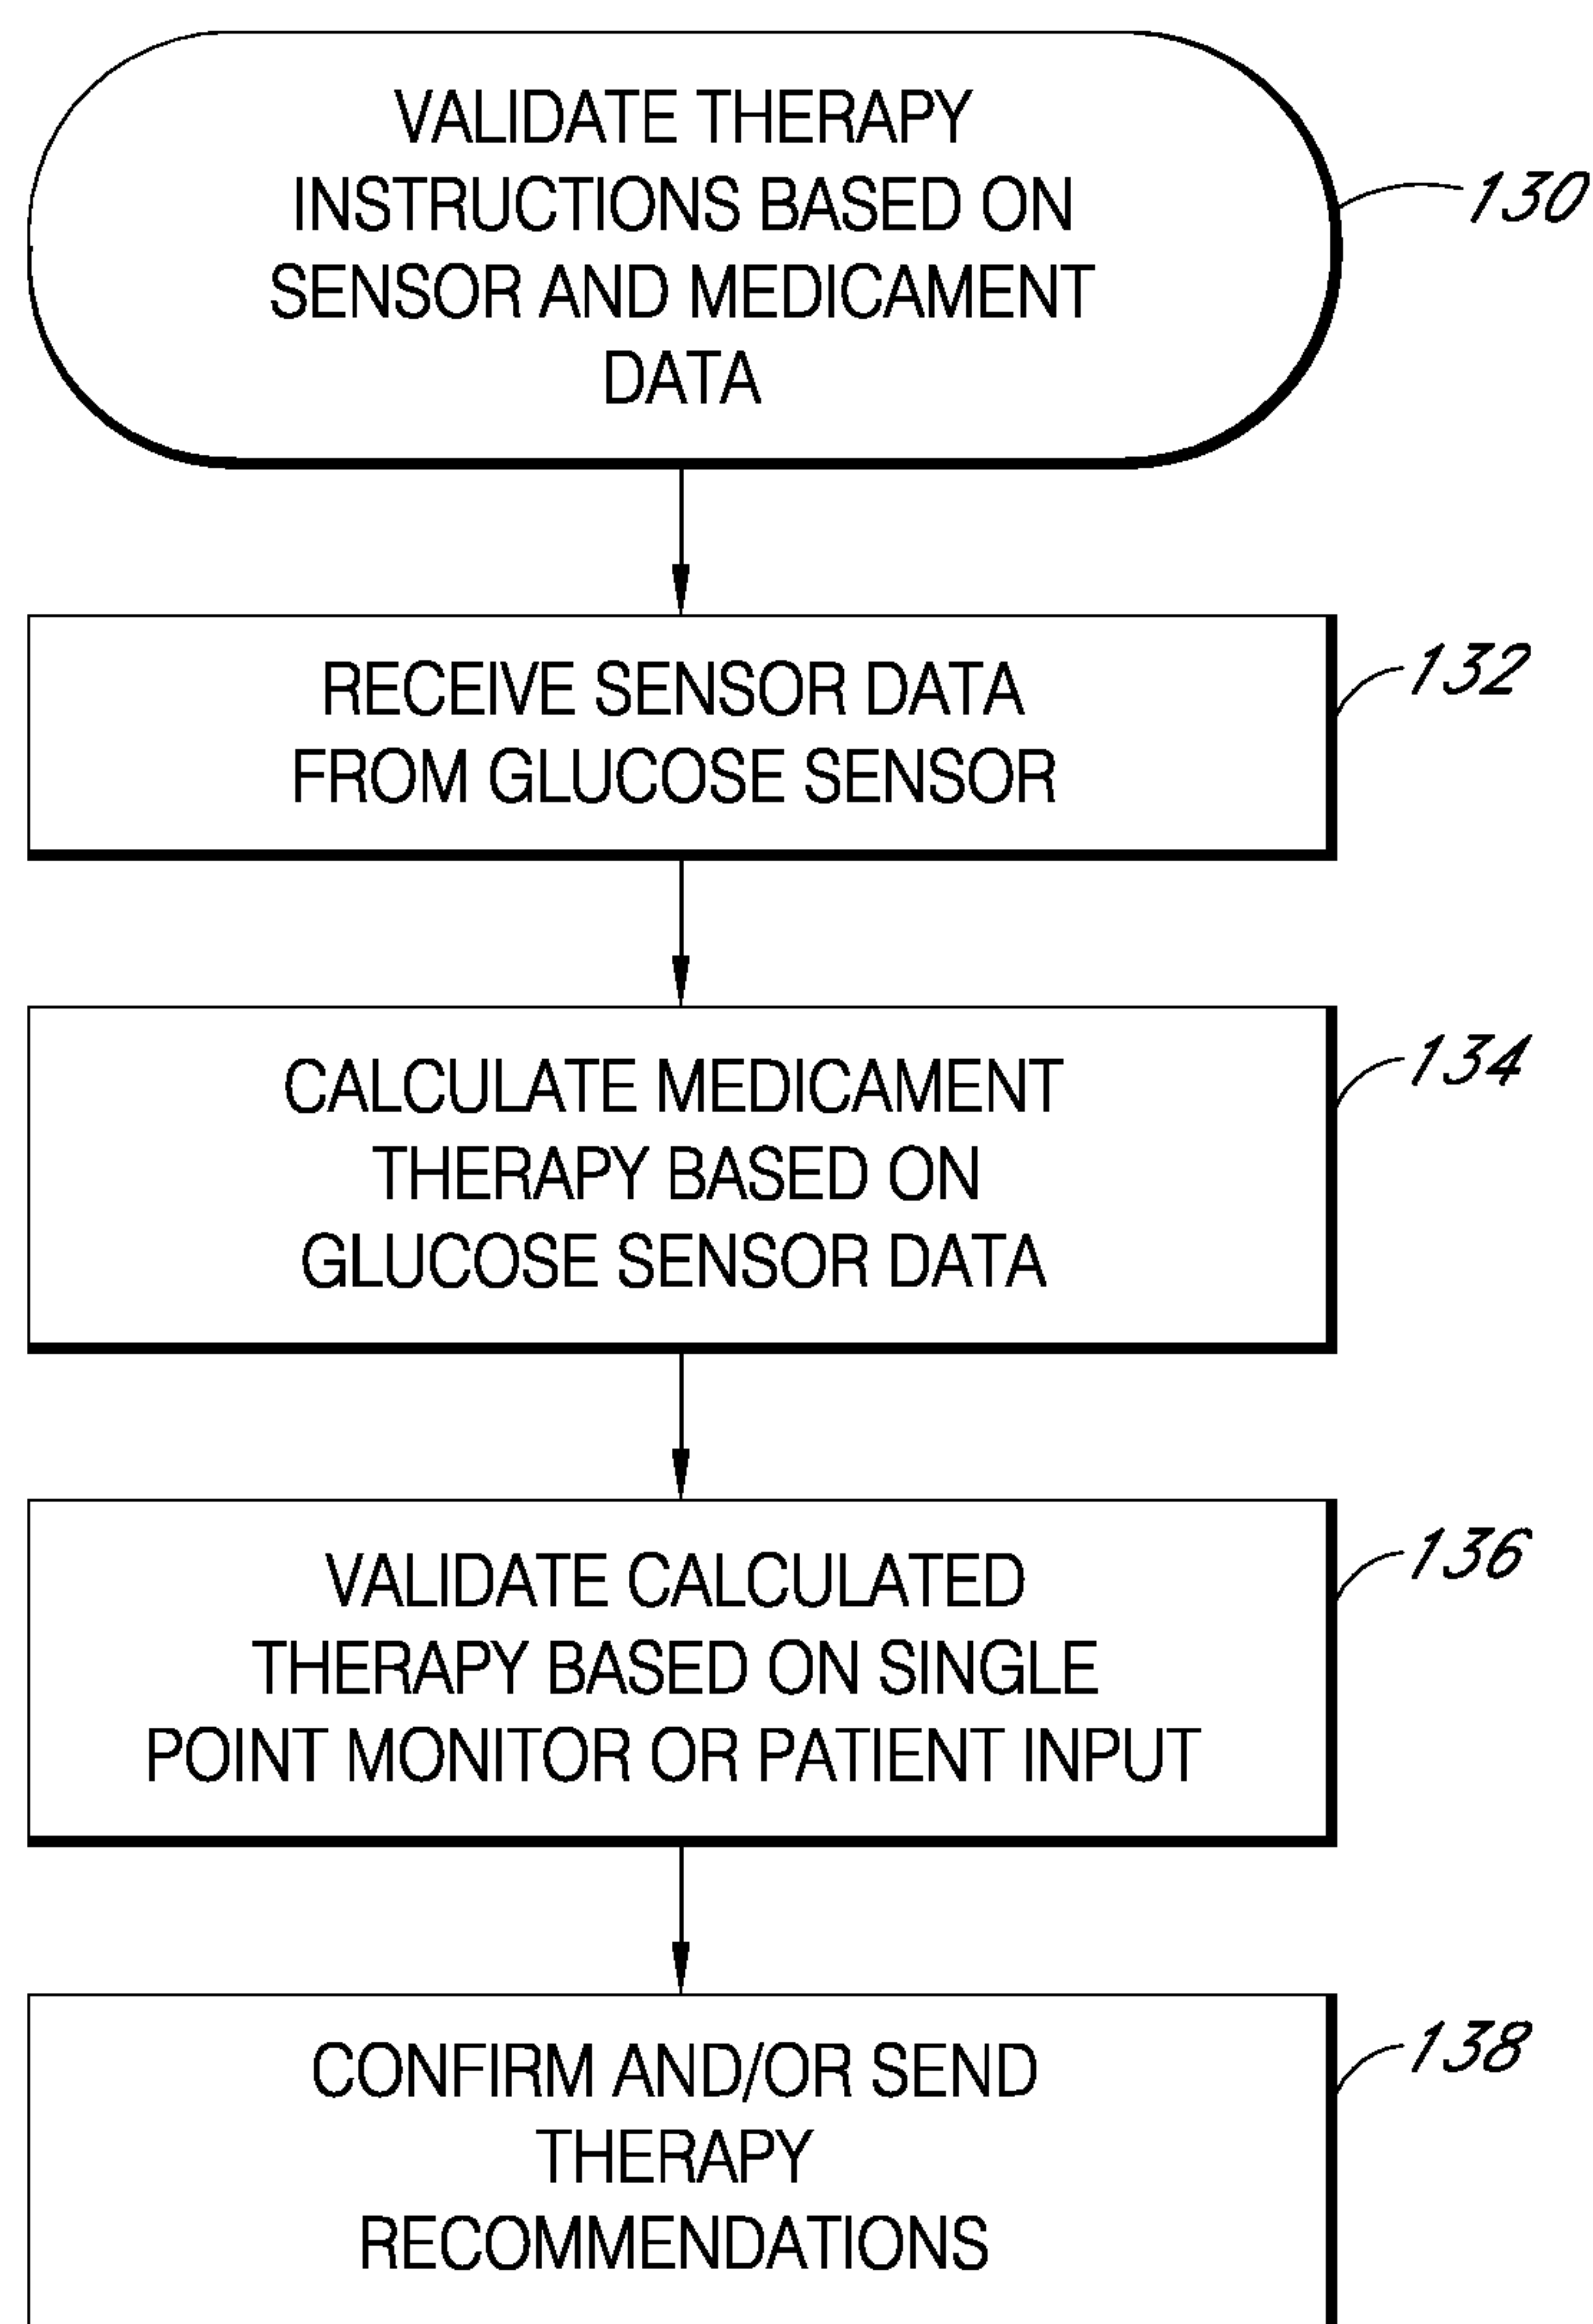 VALIDATE THERAPY
INSTRUCTIONS BASED ON
SENSOR AND MEDICAMENT
DATA
130
RECEIVE SENSOR DATA
FROM GLUCOSE SENSOR
132
CALCULATE MEDICAMENT
THERAPY BASED ON
GLUCOSE SENSOR DATA
134
VALIDATE CALCULATED
THERAPY BASED ON SINGLE
POINT MONITOR OR PATIENT INPUT
136
CONFIRM AND/OR SEND
THERAPY
RECOMMENDATIONS
138